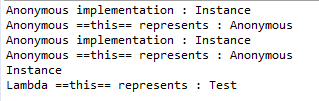 Anonymous implementation : Instance
Anonymous ==this== represents : Anonymous
Anonymous implementation : Instance
Anonymous ==this== represents : Anonymous
Instance
Lambda ==this== represents : Test